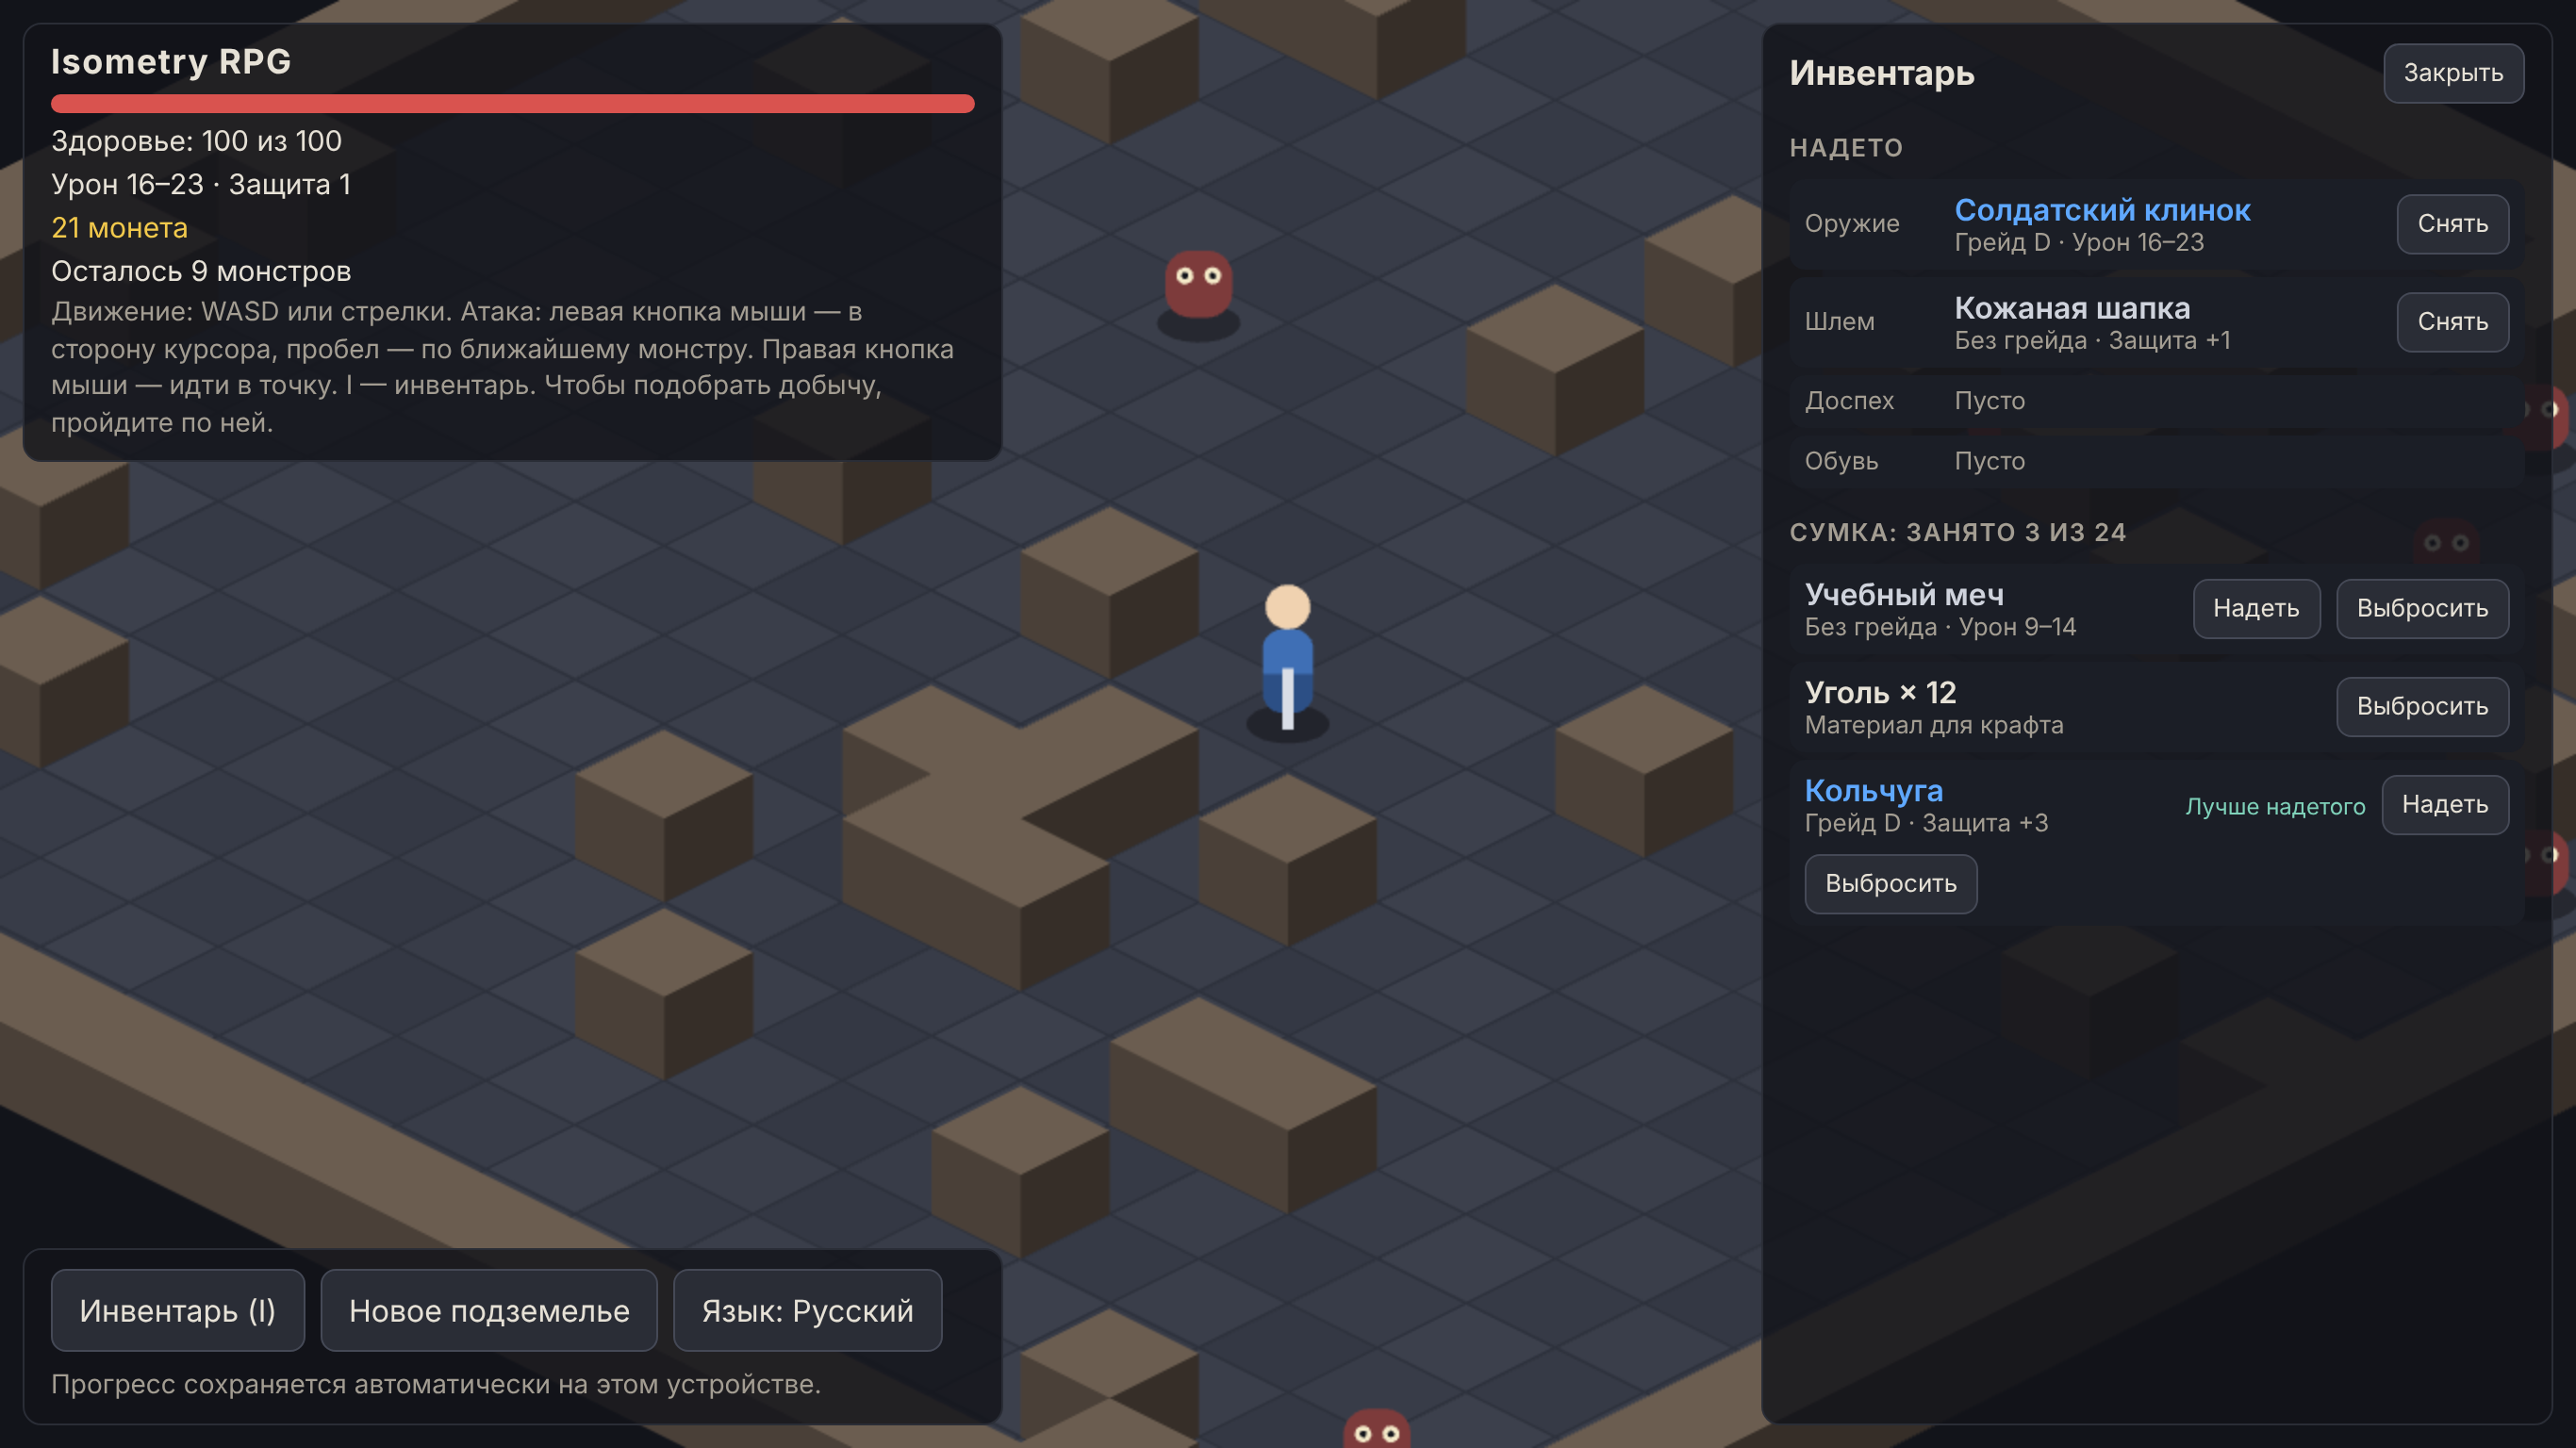 Isometry RPG
Здоровье: 100 из 100
Урон 16–23 · Защита 1
21 монета
Осталось 9 монстров
Движение: WASD или стрелки. Атака: левая кнопка мыши — в
сторону курсора, пробел — по ближайшему монстру. Правая кнопка
мыши — идти в точку. I — инвентарь. Чтобы подобрать добычу,
пройдите по ней.
Инвентарь (I)
Новое подземелье
Язык: Русский
Прогресс сохраняется автоматически на этом устройстве.
Инвентарь
Закрыть
НАДЕТО
Оружие
Солдатский клинок
Грейд D · Урон 16–23
Снять
Шлем
Кожаная шапка
Без грейда · Защита +1
Снять
Доспех
Пусто
Обувь
Пусто
СУМКА: ЗАНЯТО 3 ИЗ 24
Учебный меч
Без грейда · Урон 9–14
Надеть
Выбросить
Уголь × 12
Материал для крафта
Выбросить
Кольчуга
Грейд D · Защита +3
Лучше надетого
Надеть
Выбросить